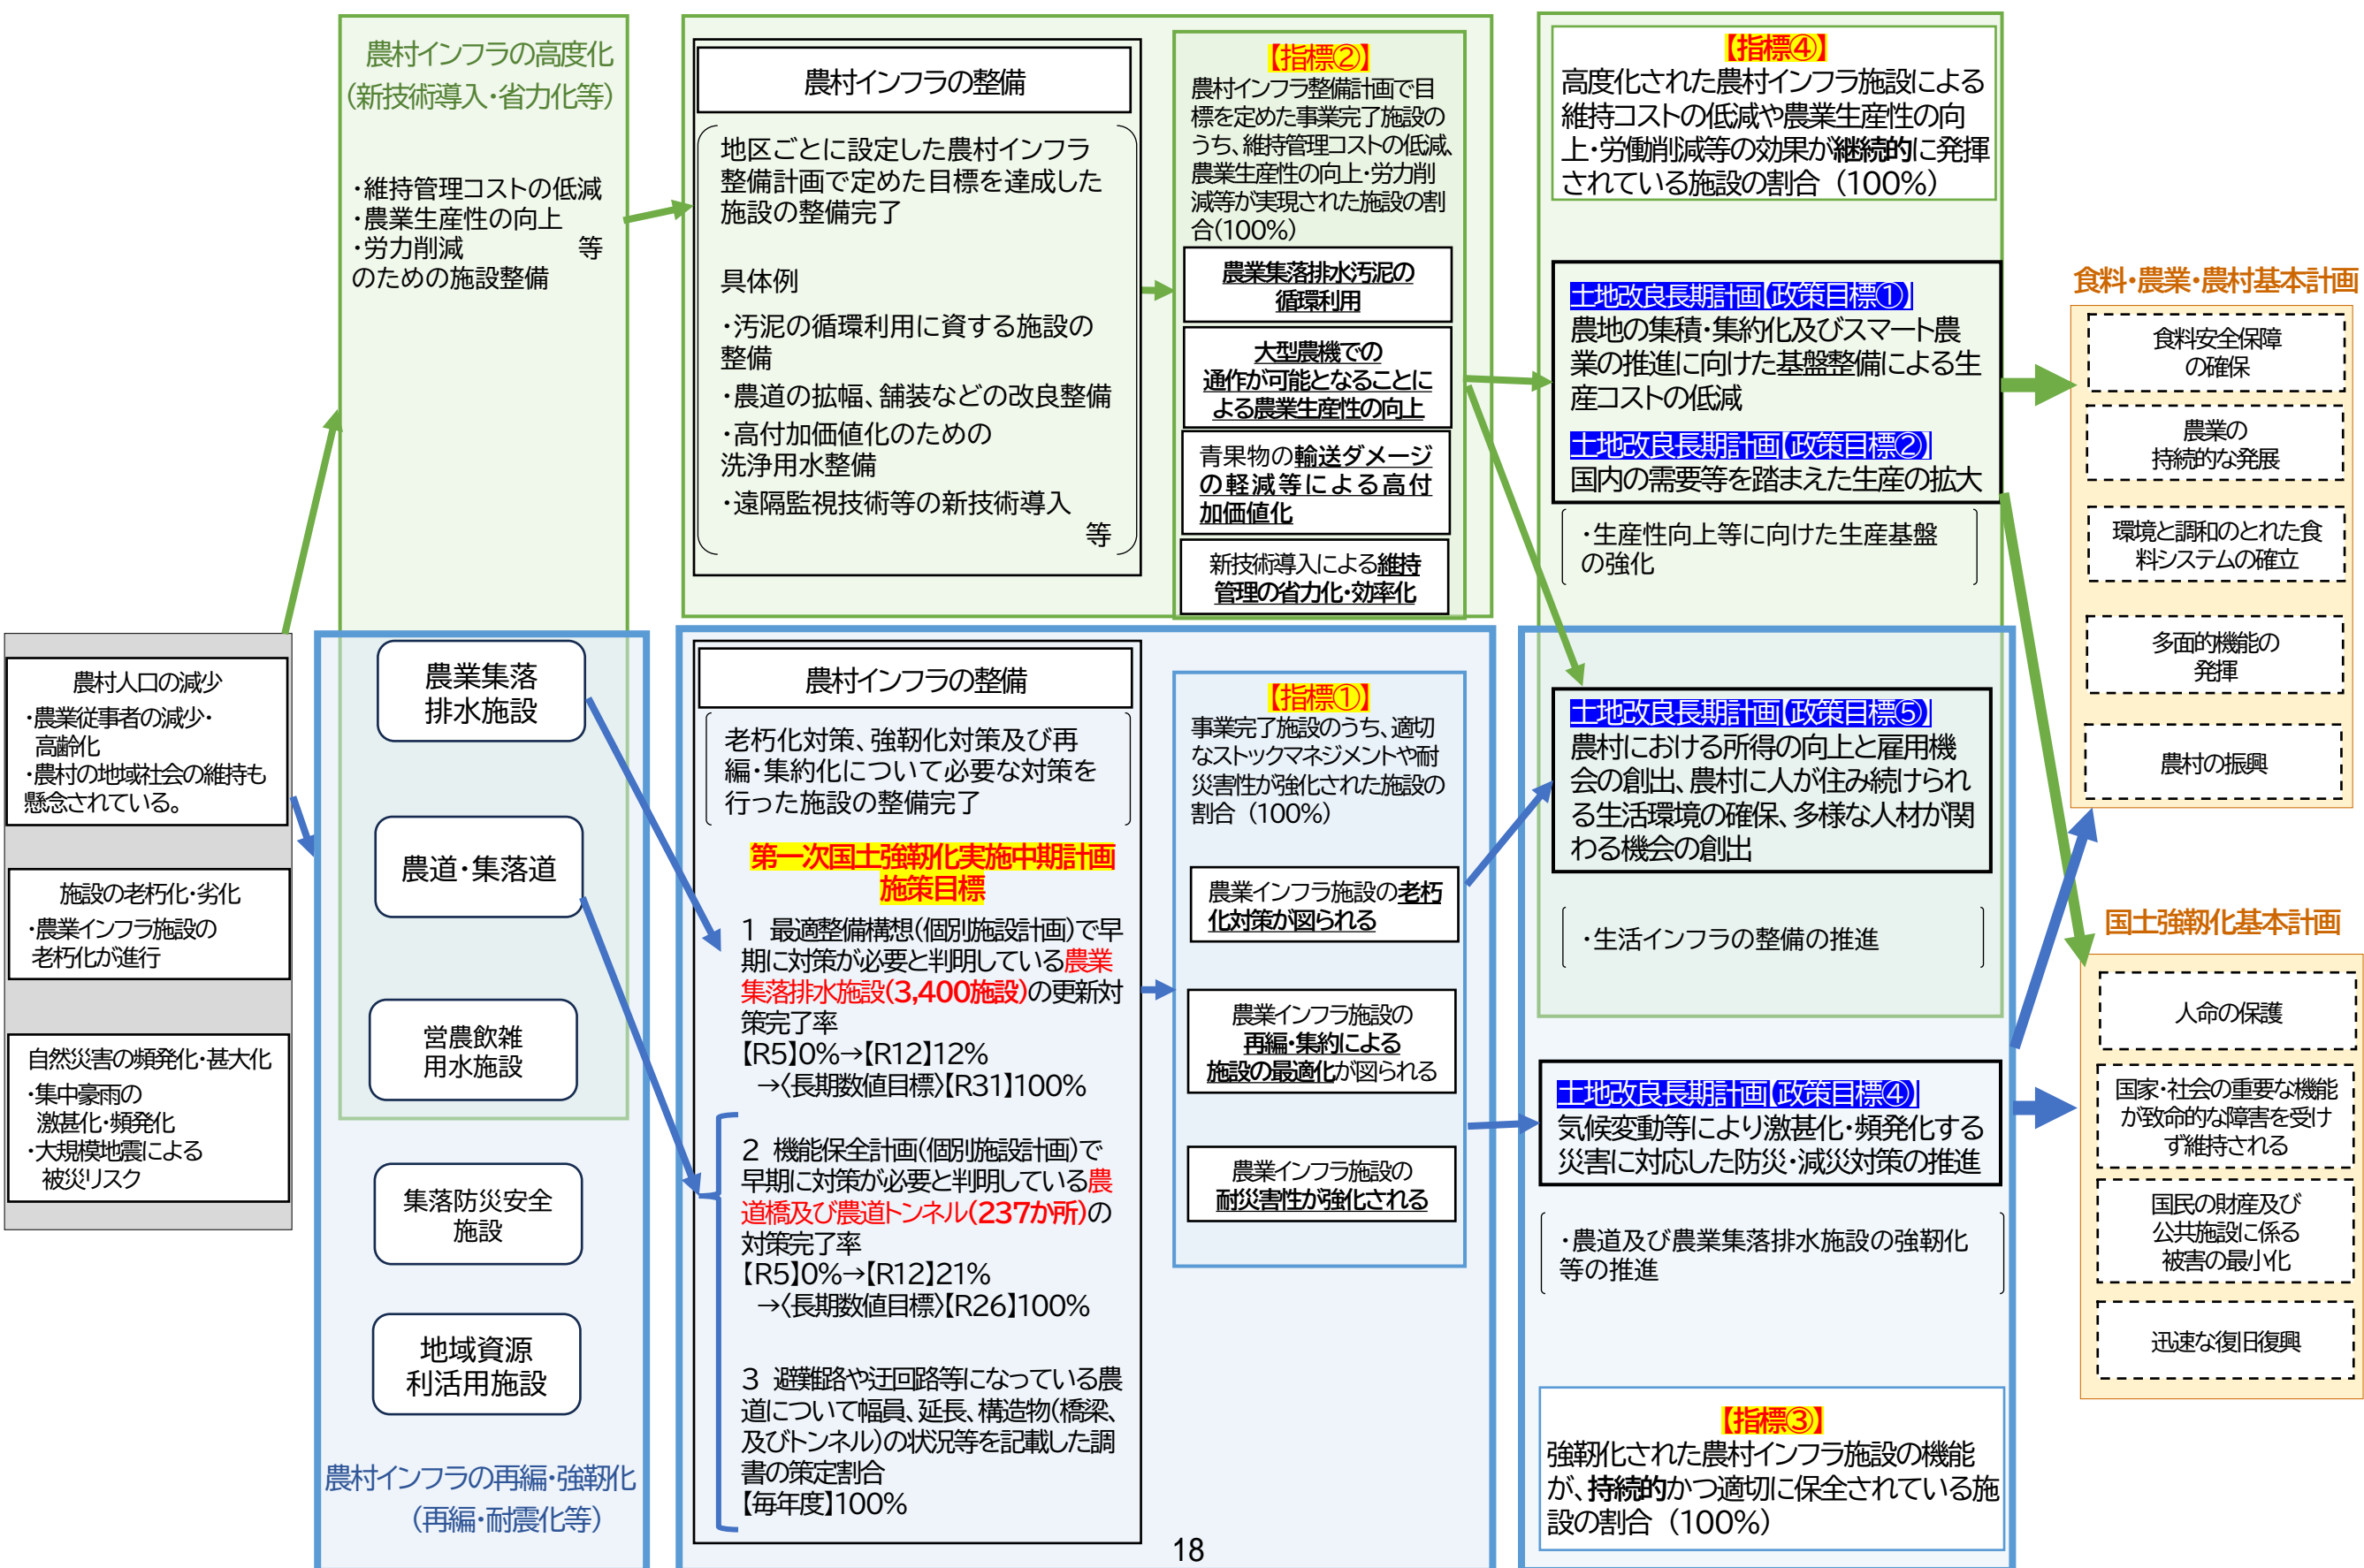 農村人口の減少
・農業従事者の減少・
高齢化
・農村の地域社会の維持も
懸念されている。
施設の老朽化・劣化
・農業インフラ施設の
老朽化が進行
自然災害の頻発化・甚大化
・集中豪雨の
激甚化・頻発化
・大規模地震による
被災リスク
農村インフラの高度化
（新技術導入・省力化等）
・維持管理コストの低減
・農業生産性の向上
・労力削減　　　　等
のための施設整備
農業集落
排水施設
農道・集落道
営農飲雑
用水施設
集落防災安全
施設
地域資源
利活用施設
農村インフラの再編・強靭化
（再編・耐震化等）
農村インフラの整備
地区ごとに設定した農村インフラ
整備計画で定めた目標を達成した
施設の整備完了
具体例
・汚泥の循環利用に資する施設の
整備
・農道の拡幅、舗装などの改良整備
・高付加価値化のための
洗浄用水整備
・遠隔監視技術等の新技術導入
等
【指標②】
農村インフラ整備計画で目
標を定めた事業完了施設の
うち、維持管理コストの低減、
農業生産性の向上・労力削
減等が実現された施設の割
合（100%）
農業集落排水汚泥の
循環利用
大型農機での
通作が可能となることに
よる農業生産性の向上
青果物の輸送ダメージ
の軽減等による高付
加価値化
新技術導入による維持
管理の省力化・効率化
農村インフラの整備
老朽化対策、強靭化対策及び再
編・集約化について必要な対策を
行った施設の整備完了
第一次国土強靭化実施中期計画
施策目標
1　最適整備構想（個別施設計画）で早
期に対策が必要と判明している農業
集落排水施設（3,400施設）の更新対
策完了率
【R5】0%→【R12】12%
→〈長期数値目標〉【R31】100%
2　機能保全計画（個別施設計画）で
早期に対策が必要と判明している農
道橋及び農道トンネル（237か所）の
対策完了率
【R5】0%→【R12】21%
→〈長期数値目標〉【R26】100%
3　避難路や迂回路等になっている農
道について幅員、延長、構造物（橋梁、
及びトンネル）の状況等を記載した調
書の策定割合
【毎年度】100%
【指標①】
事業完了施設のうち、適切
なストックマネジメントや耐
災害性が強化された施設の
割合（100%）
農業インフラ施設の老朽
化対策が図られる
農業インフラ施設の
再編・集約による
施設の最適化が図られる
農業インフラ施設の
耐災害性が強化される
【指標④】
高度化された農村インフラ施設による
維持コストの低減や農業生産性の向
上・労働削減等の効果が継続的に発揮
されている施設の割合（100%）
土地改良長期計画（政策目標①）
農地の集積・集約化及びスマート農
業の推進に向けた基盤整備による生
産コストの低減
土地改良長期計画（政策目標②）
国内の需要等を踏まえた生産の拡大
・生産性向上等に向けた生産基盤
の強化
土地改良長期計画（政策目標⑤）
農村における所得の向上と雇用機
会の創出、農村に人が住み続けられ
る生活環境の確保、多様な人材が関
わる機会の創出
・生活インフラの整備の推進
土地改良長期計画（政策目標④）
気候変動等により激甚化・頻発化する
災害に対応した防災・減災対策の推進
・農道及び農業集落排水施設の強靭化
等の推進
【指標③】
強靭化された農村インフラ施設の機能
が、持続的かつ適切に保全されている施
設の割合（100%）
食料・農業・農村基本計画
食料安全保障
の確保
農業の
持続的な発展
環境と調和のとれた食
料システムの確立
多面的機能の
発揮
農村の振興
国土強靭化基本計画
人命の保護
国家・社会の重要な機能
が致命的な障害を受け
ず維持される
国民の財産及び
公共施設に係る
被害の最小化
迅速な復旧復興
18